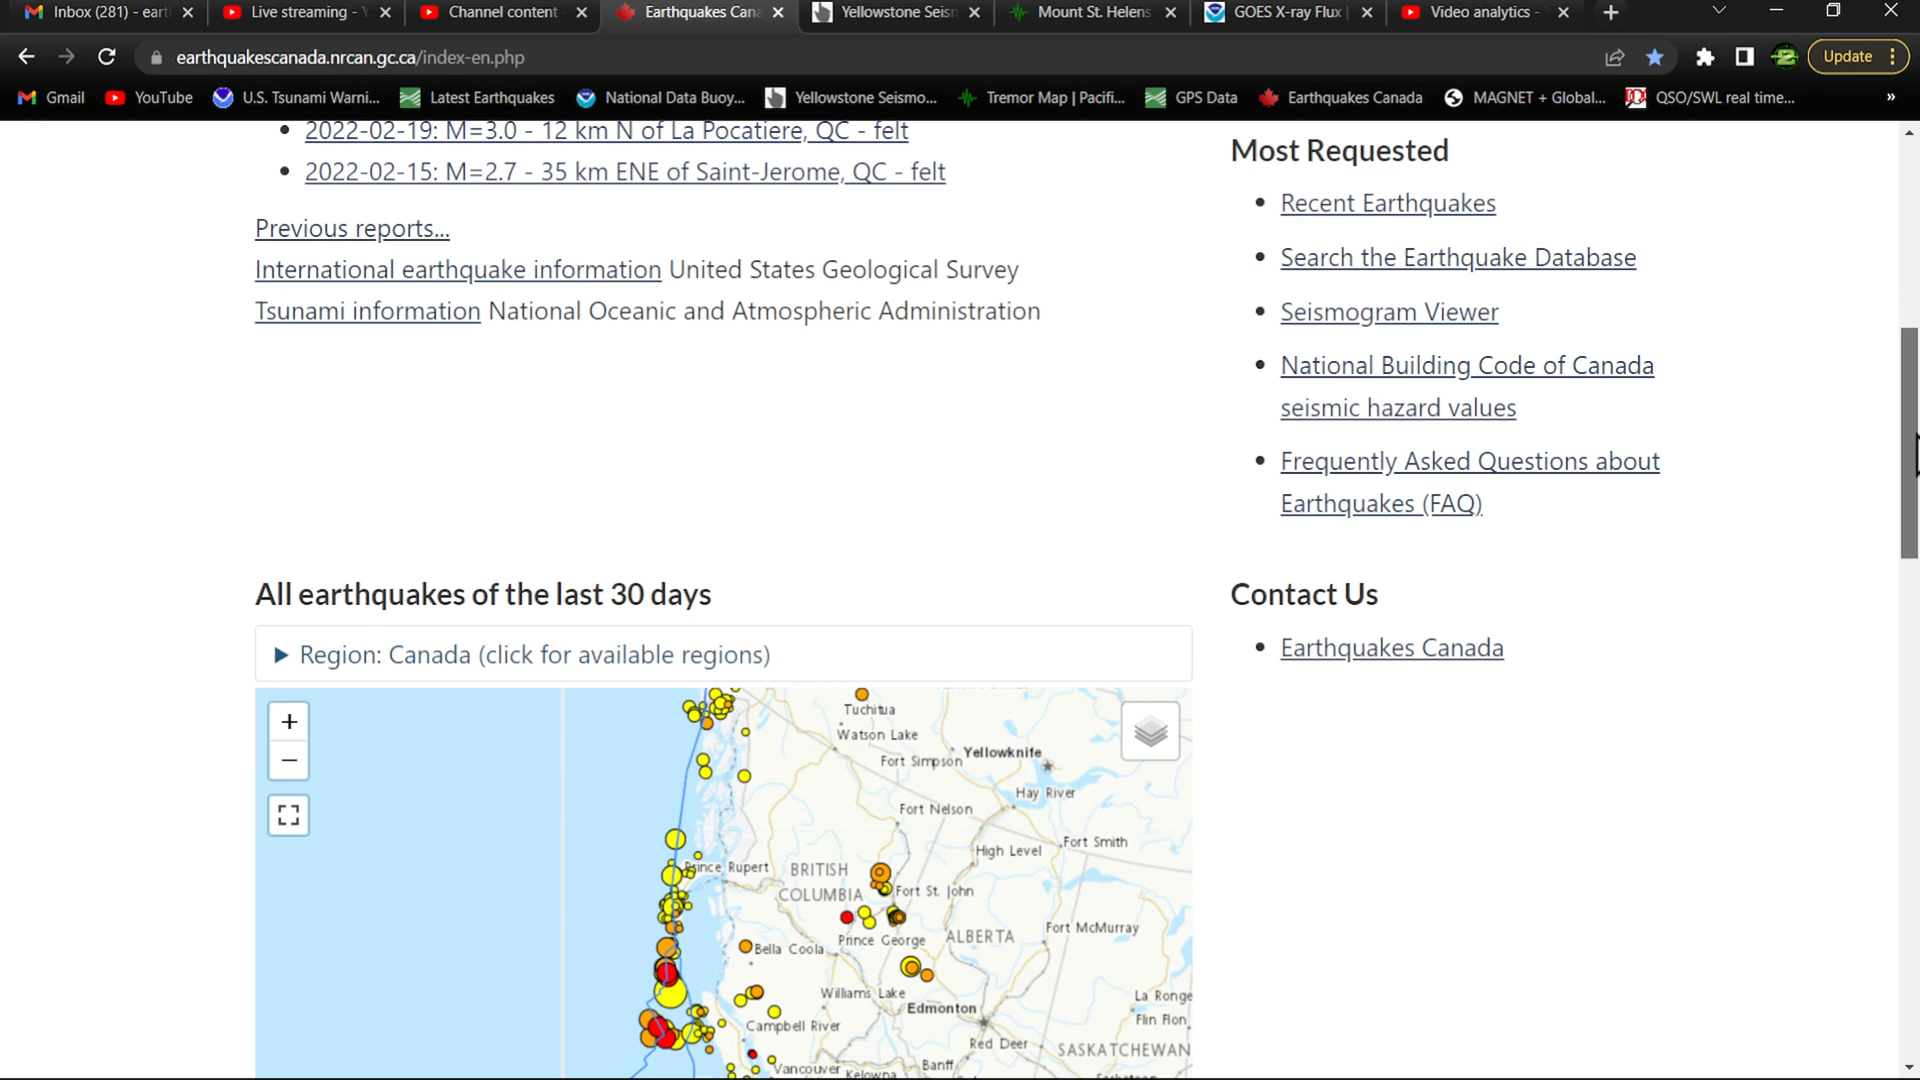 Inbox (281) - eart
Live streaming - Y
Channel content
Earthquakes Cana
Yellowstone Seism
Mount St. Helens
GOES X-ray Flux |
Video analytics -
earthquakescanada.nrcan.gc.ca/index-en.php
Update
Gmail
YouTube
U.S. Tsunami Warni...
Latest Earthquakes
National Data Buoy...
Yellowstone Seismo...
Tremor Map | Pacifi...
GPS Data
Earthquakes Canada
MAGNET + Global...
QSO/SWL real time...
»
2022-02-19: M=3.0 - 12 km N of La Pocatiere, QC - felt
2022-02-15: M=2.7 - 35 km ENE of Saint-Jerome, QC - felt
Previous reports...
International earthquake information United States Geological Survey
Tsunami information National Oceanic and Atmospheric Administration
Most Requested
Recent Earthquakes
Search the Earthquake Database
Seismogram Viewer
National Building Code of Canada
seismic hazard values
Frequently Asked Questions about
Earthquakes (FAQ)
All earthquakes of the last 30 days
Region: Canada (click for available regions)
Contact Us
Earthquakes Canada
+
−
Tuchitua
Watson Lake
Yellowknife
Fort Simpson
Hay River
Fort Nelson
Fort Smith
High Level
Prince Rupert
BRITISH
COLUMBIA
Fort St. John
Fort McMurray
Prince George
ALBERTA
Bella Coola
Williams Lake
La Ronge
Edmonton
Flin Flon
Campbell River
Red Deer
SASKATCHEWAN
Banff
Vancouver
Kelowna